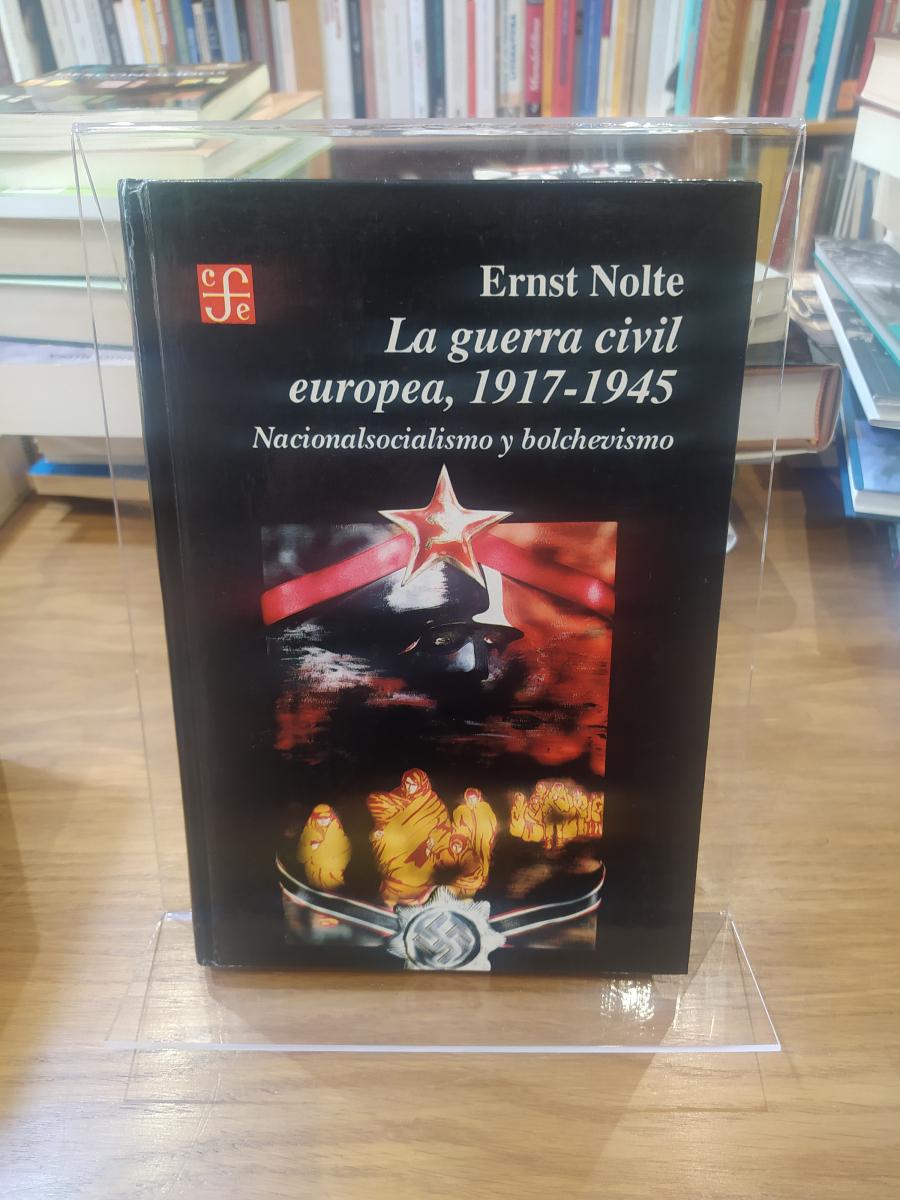 cfe
Ernst Nolte
La guerra civil
europea, 1917-1945
Nacionalsocialismo y bolchevismo